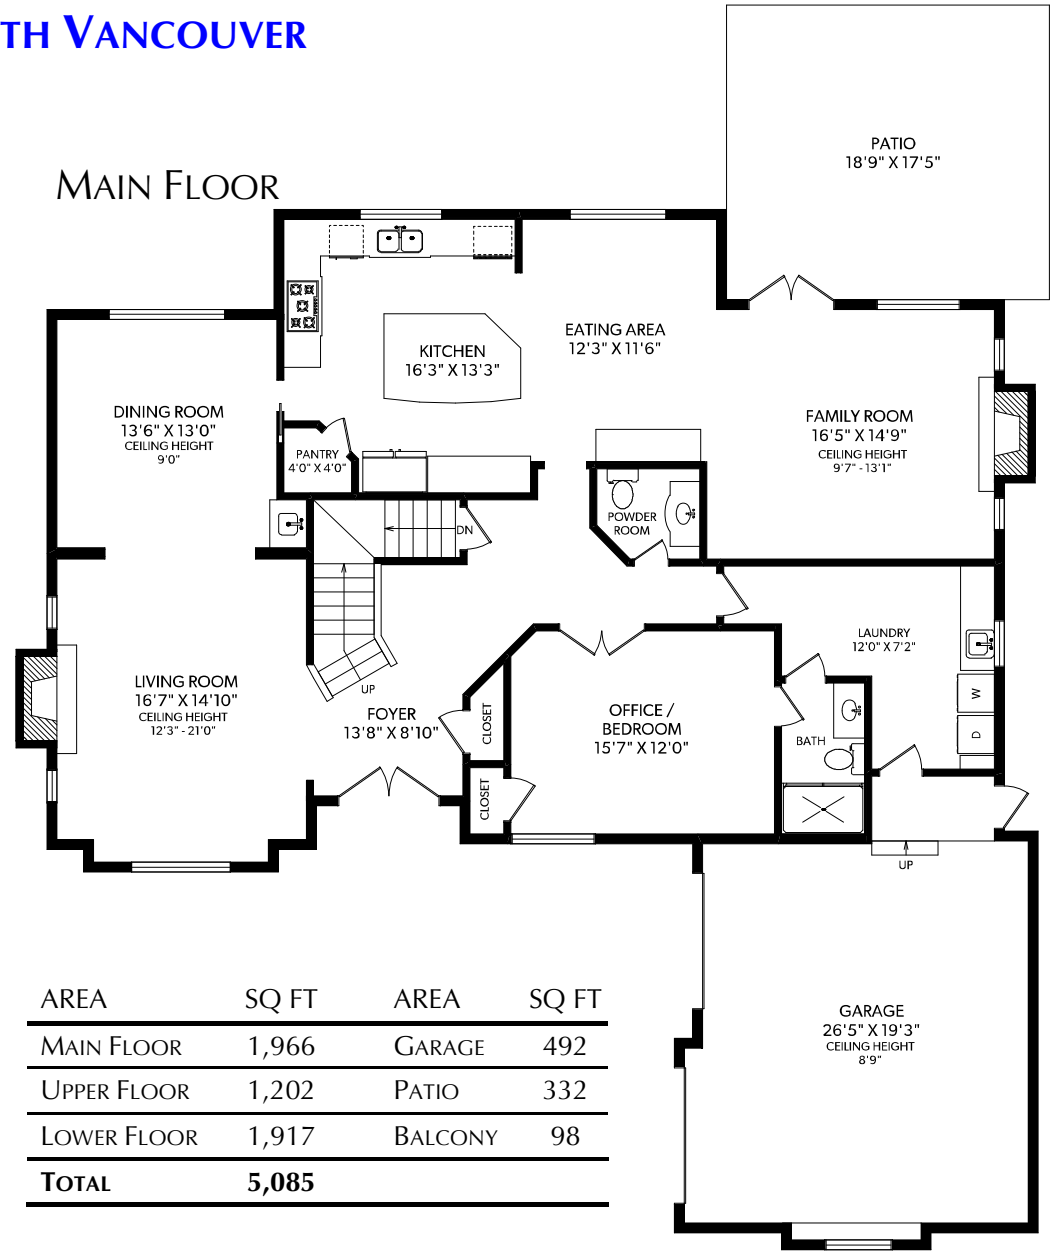 TH VANCOUVER
MAIN FLOOR
PATIO
18'9" X 17'5"
EATING AREA
12'3" X 11'6"
KITCHEN
16'3" X 13'3"
DINING ROOM
13'6" X 13'0"
CEILING HEIGHT
9'0"
FAMILY ROOM
16'5" X 14'9"
CEILING HEIGHT
9'7" - 13'1"
PANTRY
4'0" X 4'0"
POWDER
ROOM
DN
LAUNDRY
12'0" X 7'2"
LIVING ROOM
16'7" X 14'10"
CEILING HEIGHT
12'3" - 21'0"
UP
FOYER
13'8" X 8'10"
CLOSET
OFFICE /
BEDROOM
15'7" X 12'0"
BATH
W
D
CLOSET
UP
GARAGE
26'5" X 19'3"
CEILING HEIGHT
8'9"
AREA SQ FT AREA SQ FT
MAIN FLOOR 1,966 GARAGE 492
UPPER FLOOR 1,202 PATIO 332
LOWER FLOOR 1,917 BALCONY 98
TOTAL 5,085